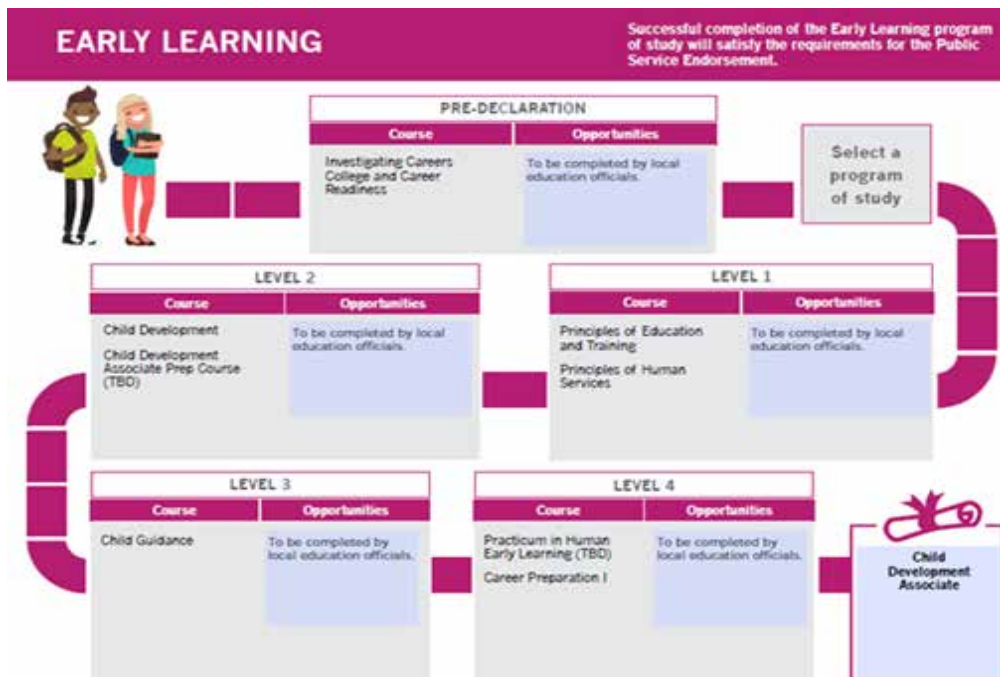 EARLY LEARNING
Successful completion of the Early Learning program
of study will satisfy the requirements for the Public
Service Endorsement.
PRE-DECLARATION
Course
Opportunities
Investigating Careers
College and Career
Readiness
To be completed by local
education officials.
Select a
program
of study
LEVEL 1
Course
Opportunities
Principles of Education
and Training
Principles of Human
Services
To be completed by local
education officials.
LEVEL 2
Course
Opportunities
Child Development
Child Development
Associate Prep Course
(TBD)
To be completed by local
education officials.
LEVEL 3
Course
Opportunities
Child Guidance
To be completed by
local education officials.
LEVEL 4
Course
Opportunities
Practicum in Human
Early Learning (TBD)
Career Preparation I
To be completed by
local education officials.
Child
Development
Associate